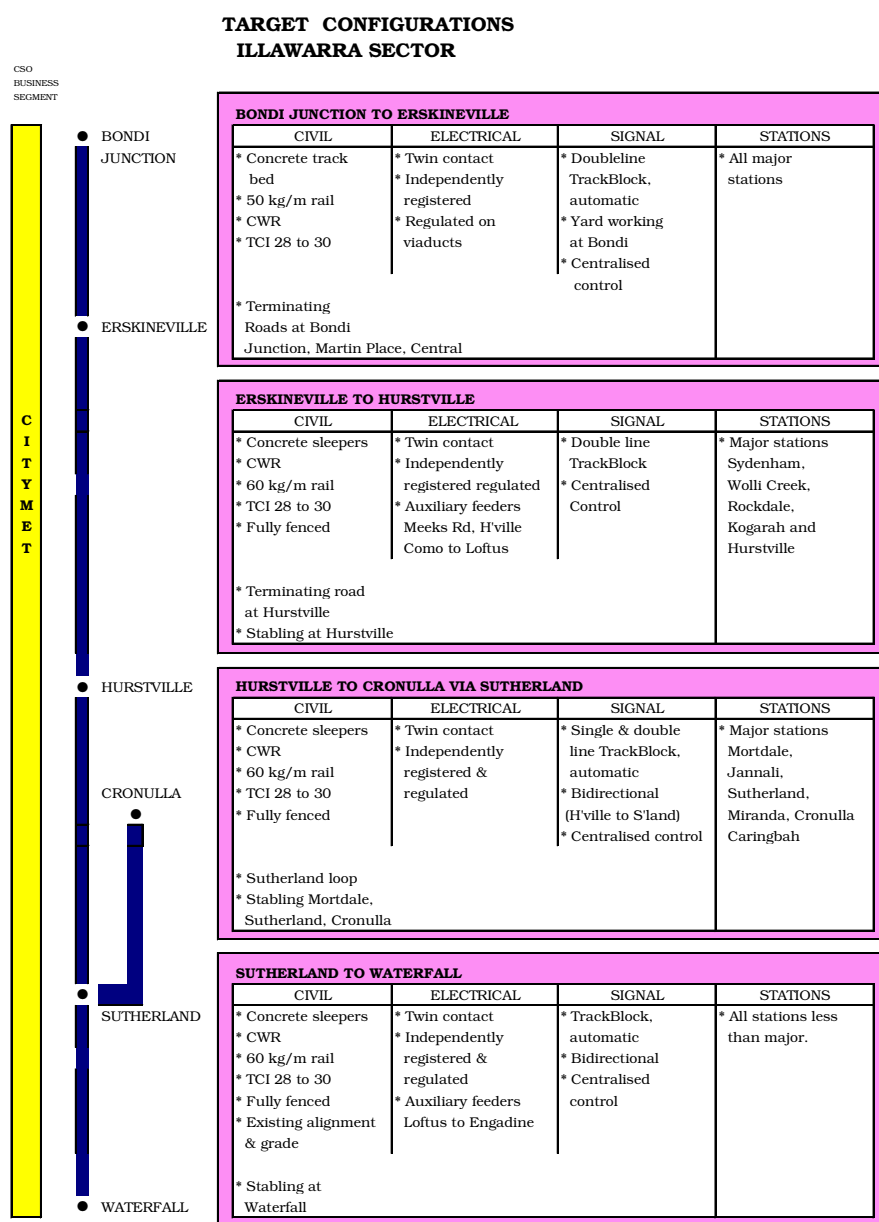 TARGET CONFIGURATIONS
ILLAWARRA SECTOR
CSO
BUSINESS
SEGMENT
C
I
T
Y
M
E
T
BONDI
JUNCTION
ERSKINEVILLE
HURSTVILLE
CRONULLA
SUTHERLAND
WATERFALL
BONDI JUNCTION TO ERSKINEVILLE
CIVIL
* Concrete track
bed
* 50 kg/m rail
* CWR
* TCI 28 to 30
* Terminating
Roads at Bondi
Junction, Martin Place, Central
ELECTRICAL
* Twin contact
* Independently
registered
* Regulated on
viaducts
SIGNAL
* Doubleline
TrackBlock,
automatic
* Yard working
at Bondi
* Centralised
control
STATIONS
* All major
stations
ERSKINEVILLE TO HURSTVILLE
CIVIL
* Concrete sleepers
* CWR
* 60 kg/m rail
* TCI 28 to 30
* Fully fenced
* Terminating road
at Hurstville
* Stabling at Hurstville
ELECTRICAL
* Twin contact
* Independently
registered regulated
* Auxiliary feeders
Meeks Rd, H'ville
Como to Loftus
SIGNAL
* Double line
TrackBlock
* Centralised
Control
STATIONS
* Major stations
Sydenham,
Wolli Creek,
Rockdale,
Kogarah and
Hurstville
HURSTVILLE TO CRONULLA VIA SUTHERLAND
CIVIL
* Concrete sleepers
* CWR
* 60 kg/m rail
* TCI 28 to 30
* Fully fenced
* Sutherland loop
* Stabling Mortdale,
Sutherland, Cronulla
ELECTRICAL
* Twin contact
* Independently
registered &
regulated
SIGNAL
* Single & double
line TrackBlock,
automatic
* Bidirectional
(H'ville to S'land)
* Centralised control
STATIONS
* Major stations
Mortdale,
Jannali,
Sutherland,
Miranda, Cronulla
Caringbah
SUTHERLAND TO WATERFALL
CIVIL
* Concrete sleepers
* CWR
* 60 kg/m rail
* TCI 28 to 30
* Fully fenced
* Existing alignment
& grade
* Stabling at
Waterfall
ELECTRICAL
* Twin contact
* Independently
registered &
regulated
* Auxiliary feeders
Loftus to Engadine
SIGNAL
* TrackBlock,
automatic
* Bidirectional
* Centralised
control
STATIONS
* All stations less
than major.